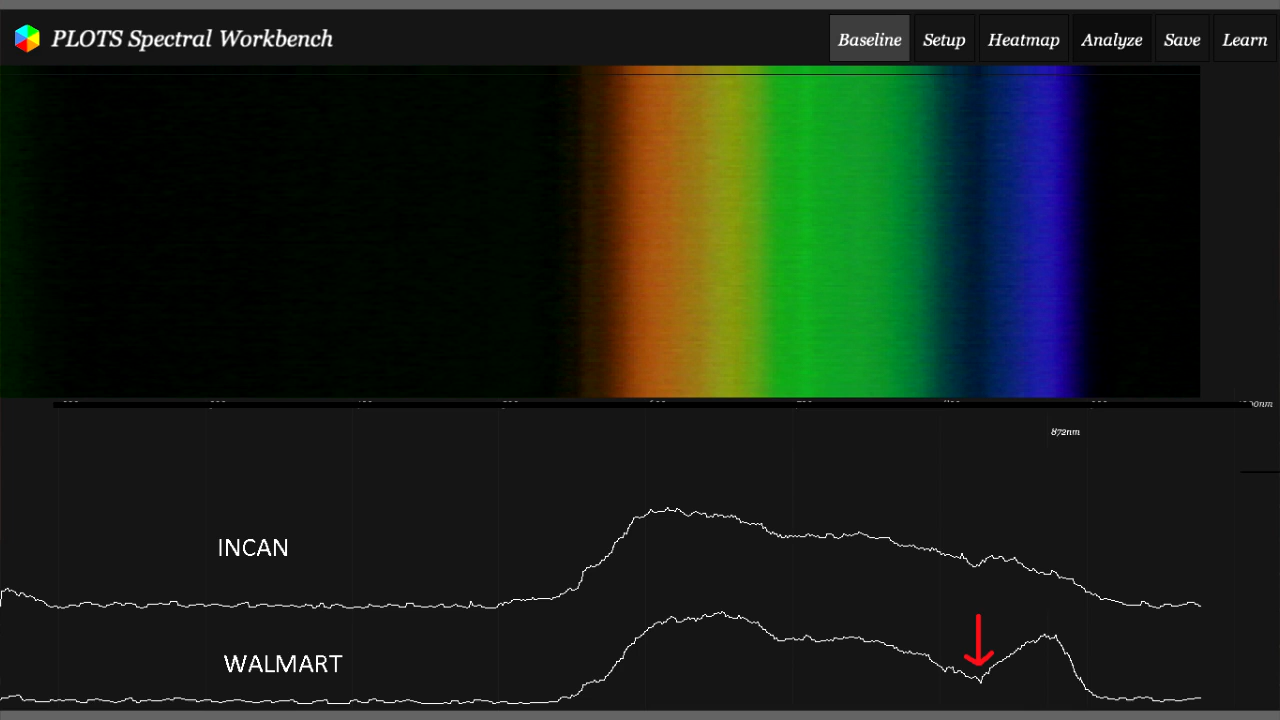 PLOTS Spectral Workbench
Baseline Setup Heatmap Analyze Save Learn
872nm
INCAN
WALMART